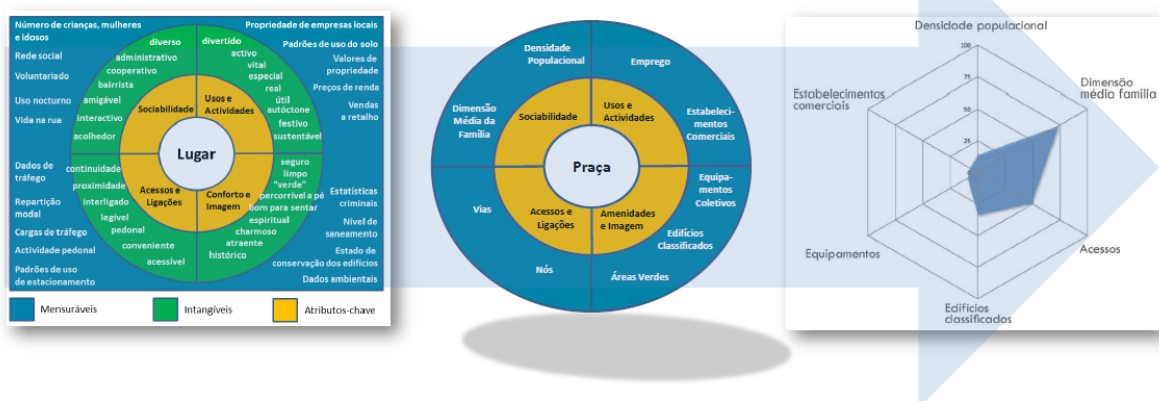 Número de crianças, mulheres
e idosos
Rede social
Voluntariado
Uso nocturno
Vida na rua
Dados de
tráfego
Repartição
modal
Cargas de tráfego
Actividade pedonal
Padrões de uso
de estacionamento
Propriedade de empresas locais
Padrões de uso do solo
Valores de
propriedade
Preços de renda
Vendas
a retalho
Estatísticas
criminais
Nível de
saneamento
Estado de
conservação dos edifícios
Dados ambientais
diverso
administrativo
cooperativo
bairrista
amigável
interactivo
acolhedor
divertido
activo
vital
especial
real
útil
autóctone
festivo
sustentável
continuidade
proximidade
interligado
legível
pedonal
conveniente
acessível
seguro
limpo
"verde"
percorrível a pé
bom para sentar
espiritual
charmoso
atraente
histórico
Sociabilidade
Usos e
Actividades
Lugar
Acessos e
Ligações
Conforto e
Imagem
Mensuráveis
Intangíveis
Atributos-chave
Densidade
Populacional
Emprego
Dimensão
Média da
Família
Estabeleci-
mentos
Comerciais
Sociabilidade
Usos e
Actividades
Praça
Acessos e
Ligações
Amenidades
e Imagem
Vias
Equipa-
mentos
Coletivos
Edifícios
Classificados
Nós
Áreas Verdes
Densidade populacional
100
75
50
25
Dimensão
média família
Estabelecimentos
comerciais
Equipamentos
Acessos
Edifícios
classificados